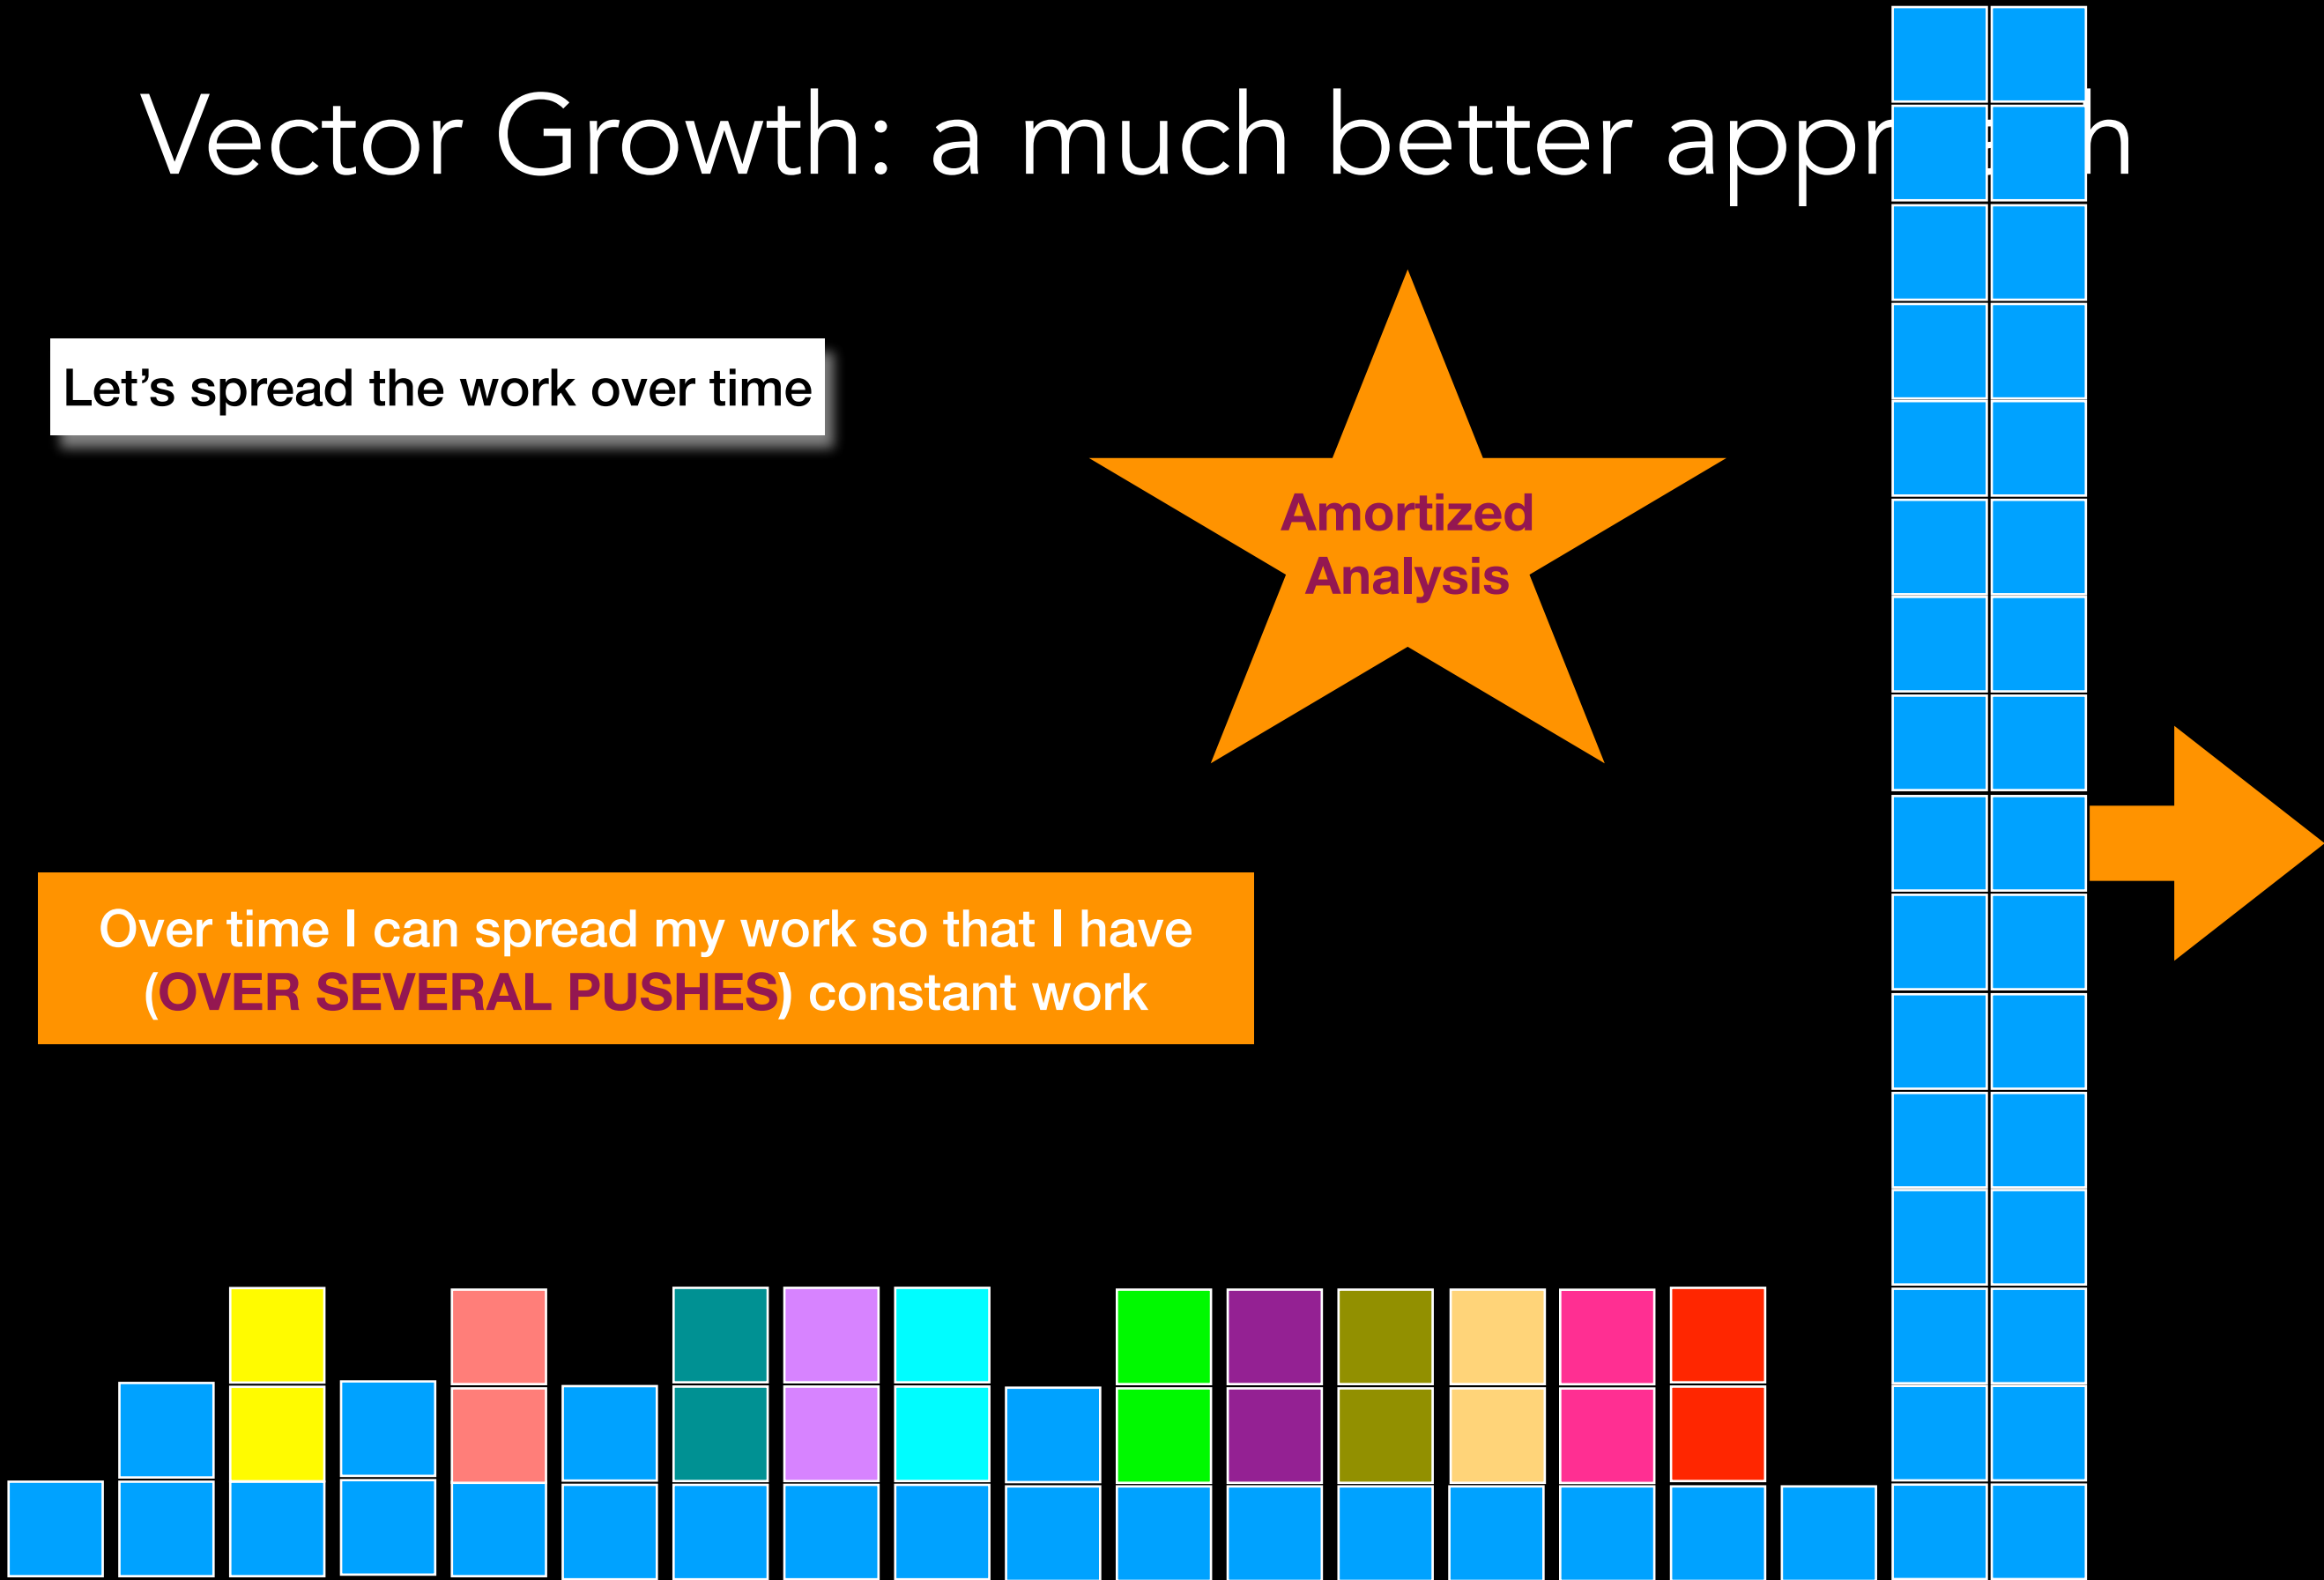 Vector Growth: a much better appr h
Let's spread the work over time
Amortized
Analysis
Over time I can spread my work so that I have
(OVER SEVERAL PUSHES) constant work